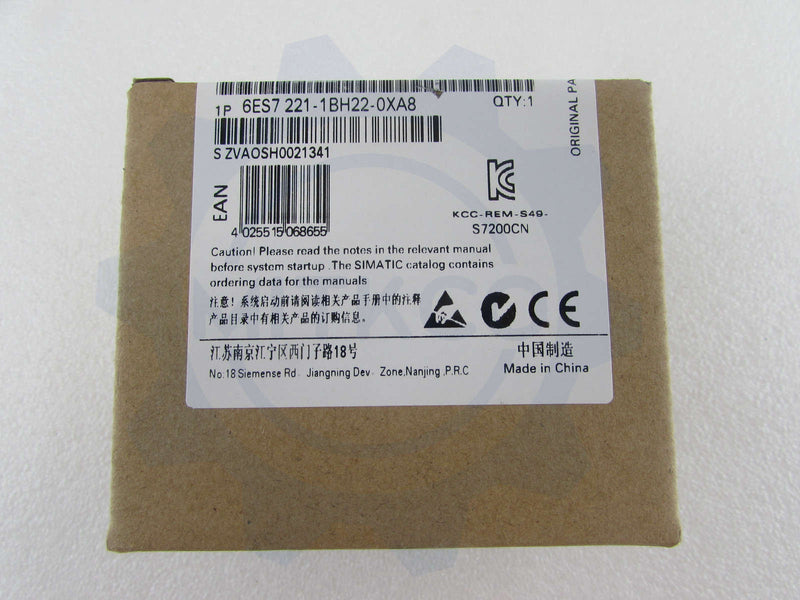 1P 6ES7 221-1BH22-0XA8
QTY:1
ORIGINAL PA
S ZVAOSH0021341
EAN
4 025515 068655
KCC-REM-S49-
S7200CN
Caution! Please read the notes in the relevant manual
before system startup .The SIMATIC catalog contains
ordering data for the manuals
注意！系统启动前请阅读相关产品手册中的注释
产品目录中有相关产品的订购信息。
江苏南京江宁区西门子路18号
中国制造
No.18 Siemense Rd. Jiangning Dev. Zone,Nanjing ,P.R.C
Made in China